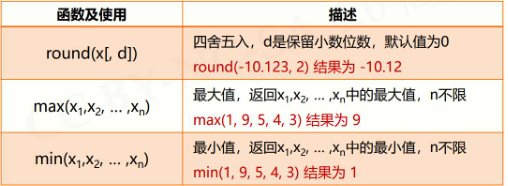 函数及使用 描述
round(x[, d])
四舍五入，d是保留小数位数，默认值为0
round(-10.123, 2) 结果为 -10.12
max(x₁,x₂, … ,xₙ)
最大值，返回x₁,x₂, … ,xₙ中的最大值，n不限
max(1, 9, 5, 4, 3) 结果为 9
min(x₁,x₂, … ,xₙ)
最小值，返回x₁,x₂, … ,xₙ中的最小值，n不限
min(1, 9, 5, 4, 3) 结果为 1